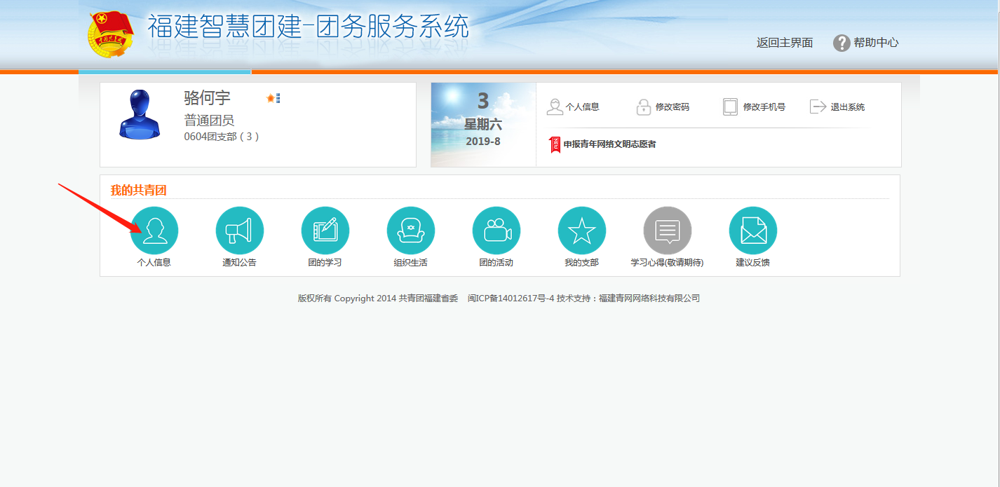 福建智慧团建-团务服务系统
返回主界面
帮助中心
骆何宇
普通团员
0604团支部（3）
3
星期六
2019-8
个人信息
修改密码
修改手机号
退出系统
NEW
申报青年网络文明志愿者
我的共青团
个人信息
通知公告
团的学习
组织生活
团的活动
我的支部
学习心得(敬请期待)
建议反馈
版权所有 Copyright 2014 共青团福建省委 闽ICP备14012617号-4 技术支持：福建青网网络科技有限公司